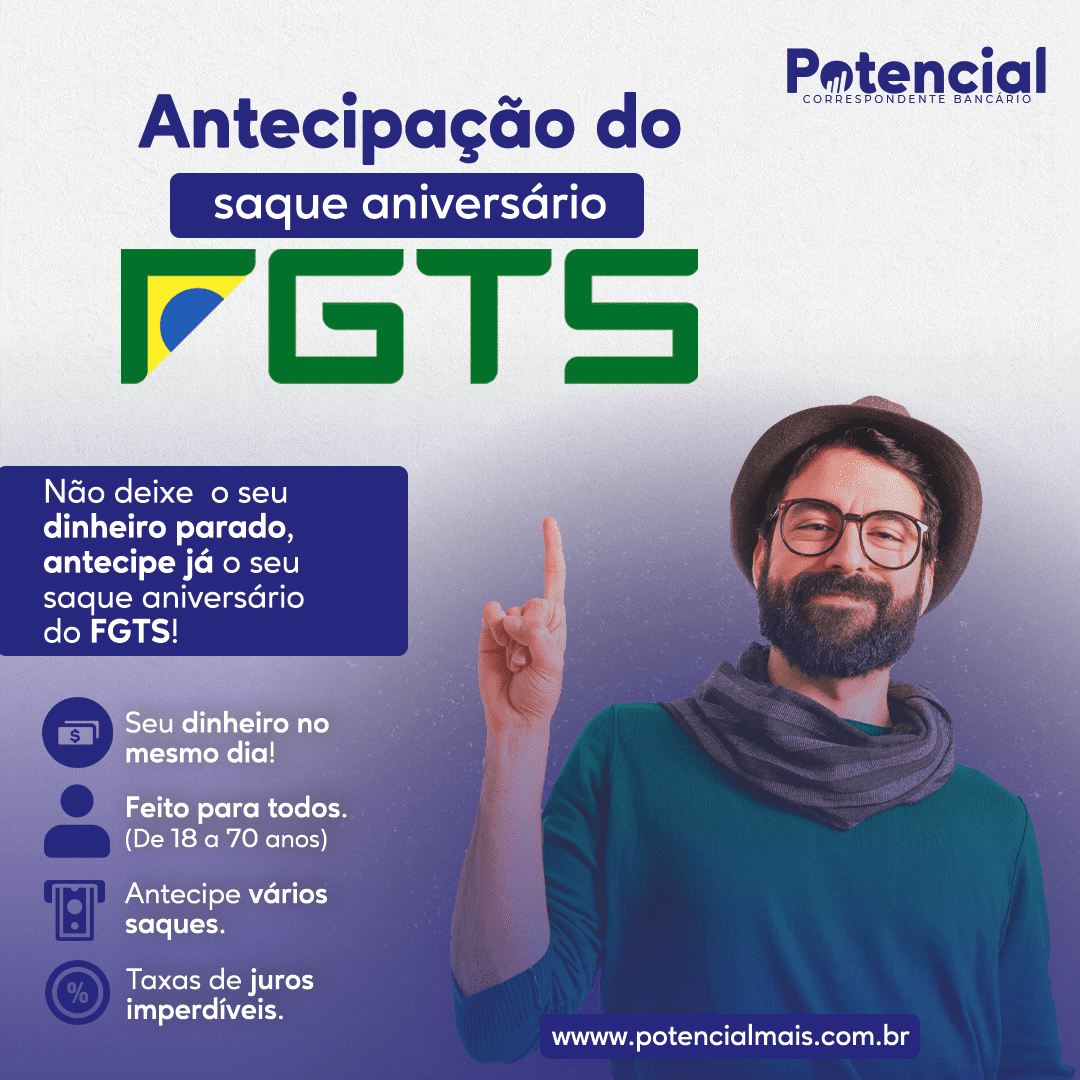 Potencial
CORRESPONDENTE BANCÁRIO
Antecipação do
saque aniversário
FGTS
Não deixe o seu
dinheiro parado,
antecipe já o seu
saque aniversário
do FGTS!
$
Seu dinheiro no
mesmo dia!
Feito para todos.
(De 18 a 70 anos)
Antecipe vários
saques.
%
Taxas de juros
imperdíveis.
www.potencialmais.com.br